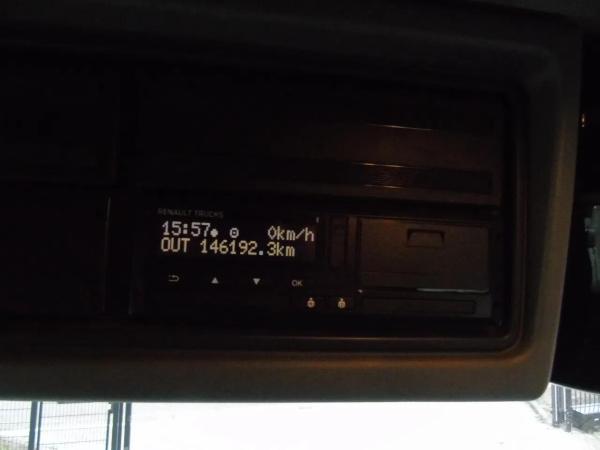 RENAULT TRUCKS
15:57 0km/h
OUT 146192.3km
OK